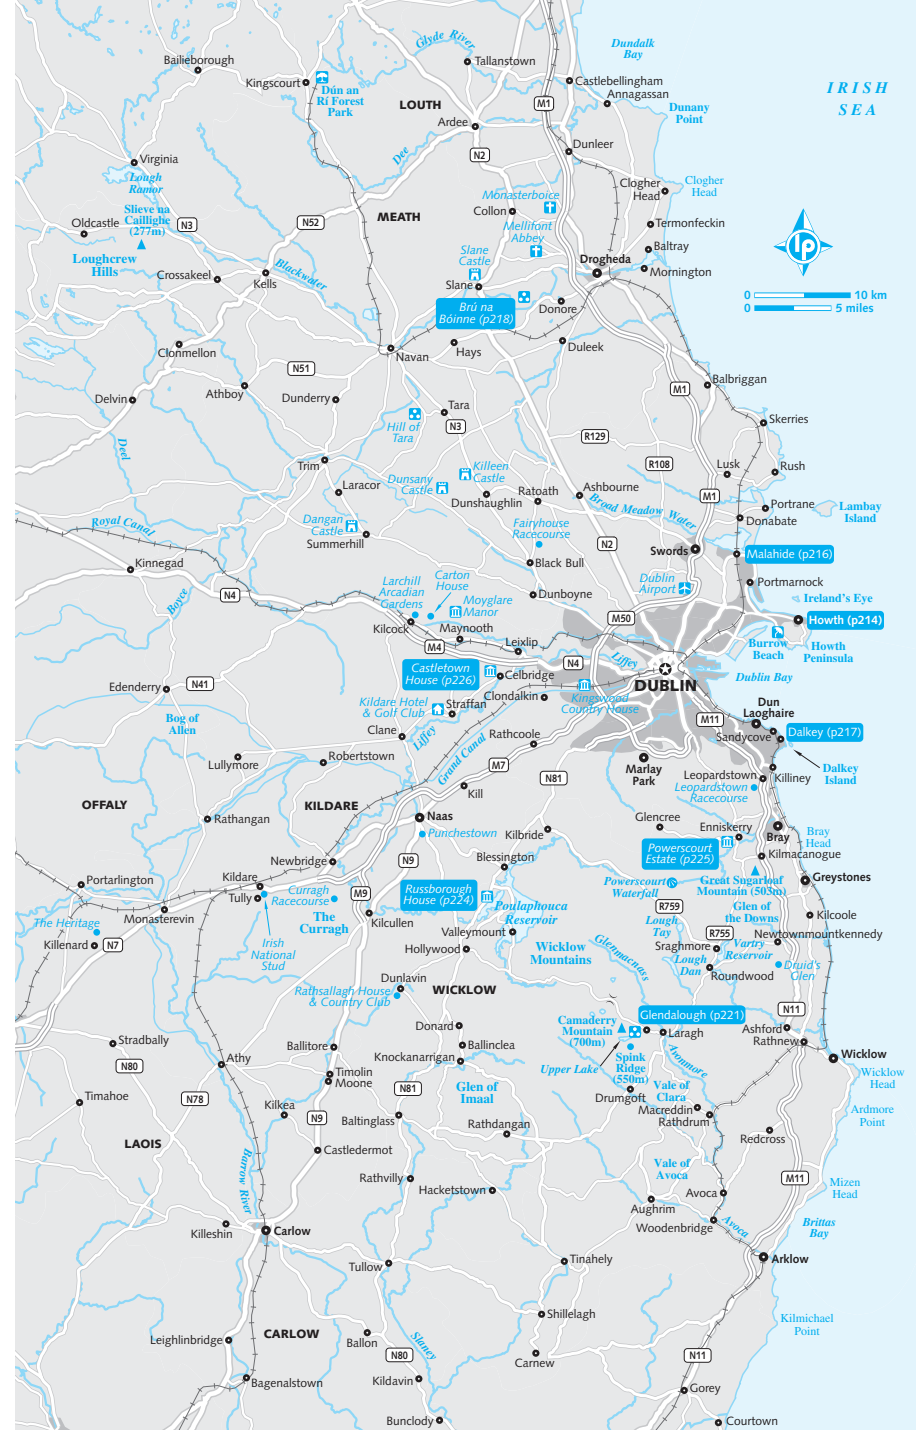 Glyde River
Dundalk
Bay
Bailieborough
Tallanstown
Kingscourt
Castlebellingham
Annagassan
IRISH
SEA
Dún an
Rí Forest
Park
LOUTH
M1
Dunany
Point
Ardee
Dee
N2
Dunleer
Virginia
Lough
Ramor
Clogher
Head
Clogher
Head
Monasterboice
Slieve na
Cailllighe
(277m)
Oldcastle
N3
N52
MEATH
Collon
Mellifont
Abbey
Termonfeckin
Loughcrew
Hills
Slane
Castle
Baltray
Drogheda
Mornington
Crossakeel
Kells
Blackwater
Slane
lp
0 10 km
0 5 miles
Brú na
Bóinne (p218)
Donore
Clonmellon
Navan
Hays
Duleek
N51
Athboy
Dunderry
Delvin
M1
Balbriggan
Tara
Hill of
Tara
N3
Skerries
R129
Deel
Trim
Killeen
Castle
R108
Lusk
Rush
Laracor
Dunsany
Castle
Dunshaughlin
Ratoath
Ashbourne
M1
Broad Meadow Water
Portrane
Lambay
Island
Royal Canal
Dangan
Castle
Summerhill
Fairyhouse
Racecourse
Donabate
N2
Swords
Malahide (p216)
Kinnegad
Black Bull
Dublin
Airport
Portmarnock
Boyce
N4
Larchill
Arcadian
Gardens
Carton
House
Moyglare
Manor
Dunboyne
Ireland's Eye
Kilcock
Maynooth
M50
Howth (p214)
M4
Leixlip
Burrow
Beach
Howth
Peninsula
Castletown
House (p226)
N4
Liffey
Celbridge
DUBLIN
Dublin Bay
Edenderry
N41
Clondalkin
Kingswood
Country House
Kildare Hotel
& Golf Club
Straffan
Bog of
Allen
Clane
Liffey
Rathcoole
M11
Dun
Laoghaire
Sandycove
Dalkey (p217)
Grand Canal
Lullymore
Robertstown
M7
Marlay
Park
Leopardstown
Killiney
Dalkey
Island
N81
Leopardstown
Racecourse
OFFALY
KILDARE
Kill
Naas
Rathangan
Punchestown
Kilbride
Glencree
Enniskerry
Bray
Bray
Head
Powerscourt
Estate (p225)
Kilmacanogue
Newbridge
N9
Blessington
Kildare
Portarlington
Tully
Curragh
Racecourse
M9
Russborough
House (p224)
Powerscourt
Waterfall
Great Sugarloaf
Mountain (503m)
Greystones
Monasterevin
The
Curragh
Kilcullen
Poulaphouca
Reservoir
R759
Glen of
the Downs
Kilcoole
The Heritage
Killenard
N7
Irish
National
Stud
Valleymount
Lough
Tay
R755
Newtownmountkennedy
Hollywood
Wicklow
Mountains
Glenmacnass
Sraghmore
Vartry
Reservoir
Lough
Dan
Druid's
Glen
Roundwood
Dunlavin
Rathsallagh House
& Country Club
WICKLOW
N11
Camaderry
Mountain
(700m)
Glendalough (p221)
Donard
Laragh
Ashford
Rathnew
Stradbally
Ballitore
Ballinclea
Upper Lake
Spink
Ridge
(550m)
Avonmore
Wicklow
Knockanarrigan
Athy
N80
Timolin
Moone
Wicklow
Head
N81
Glen of
Imaal
Vale of
Clara
Timahoe
N78
Kilkea
Drumgoft
Macreddin
Rathdrum
Ardmore
Point
N9
Baltinglass
Rathdangan
LAOIS
Redcross
Castledermot
Barrow River
Vale of
Avoca
Rathvilly
M11
Mizen
Head
Hacketstown
Avoca
Aughrim
Woodenbridge
Avoca
Brittas
Bay
Killeshin
Carlow
Arklow
Tinahely
Tullow
Shillelagh
Kilmichael
Point
Leighlinbridge
CARLOW
Ballon
Slaney
N80
Carnew
N11
Bagenalstown
Kildavin
Gorey
Bunclody
Courtown